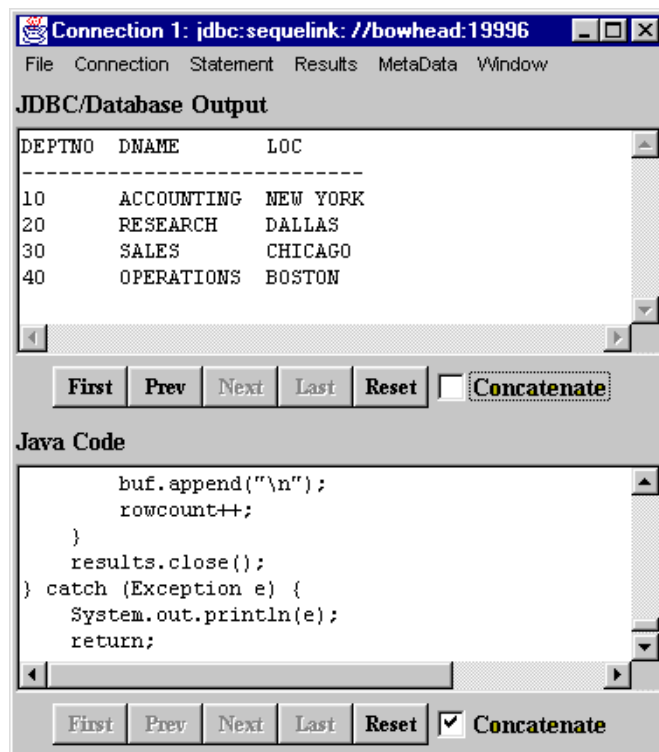 Connection 1: jdbc:sequelink: //bowhead:19996
File Connection Statement Results MetaData Window
JDBC/Database Output
DEPTNO DNAME LOC
----------------------------
10 ACCOUNTING NEW YORK
20 RESEARCH DALLAS
30 SALES CHICAGO
40 OPERATIONS BOSTON
First Prev Next Last Reset Concatenate
Java Code
buf.append("\n");
rowcount++;
}
results.close();
} catch (Exception e) {
System.out.println(e);
return;
First Prev Next Last Reset Concatenate